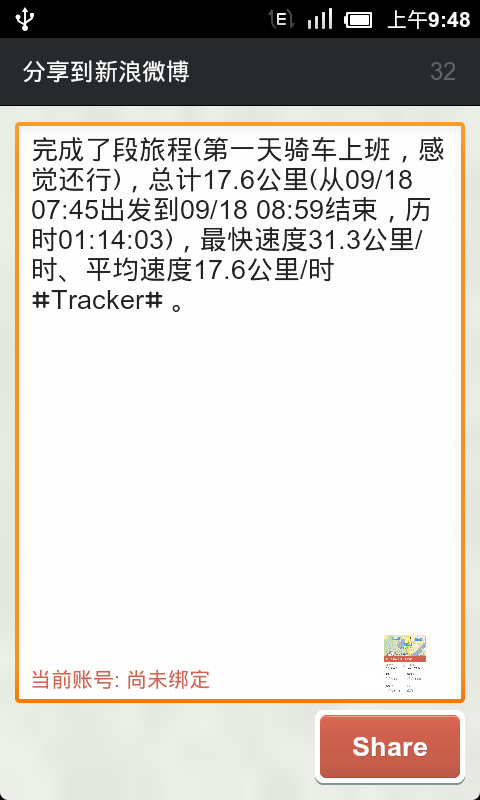 E
上午9:48
分享到新浪微博
32
完成了段旅程(第一天骑车上班，感
觉还行)，总计17.6公里(从09/18
07:45出发到09/18 08:59结束，历
时01:14:03)，最快速度31.3公里/
时、平均速度17.6公里/时
#Tracker# 。
当前账号: 尚未绑定
Share